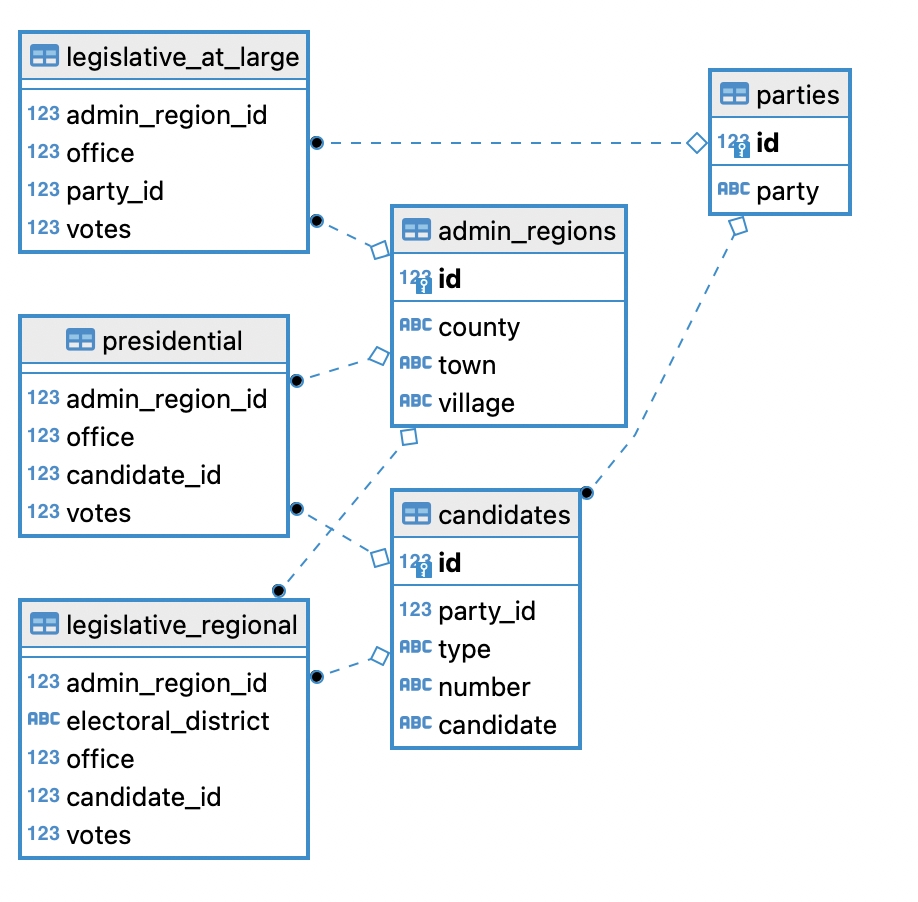 legislative_at_large
123 admin_region_id
123 office
123 party_id
123 votes
parties
123 id
ABC party
admin_regions
123 id
ABC county
ABC town
ABC village
presidential
123 admin_region_id
123 office
123 candidate_id
123 votes
candidates
123 id
123 party_id
ABC type
ABC number
ABC candidate
legislative_regional
123 admin_region_id
ABC electoral_district
123 office
123 candidate_id
123 votes